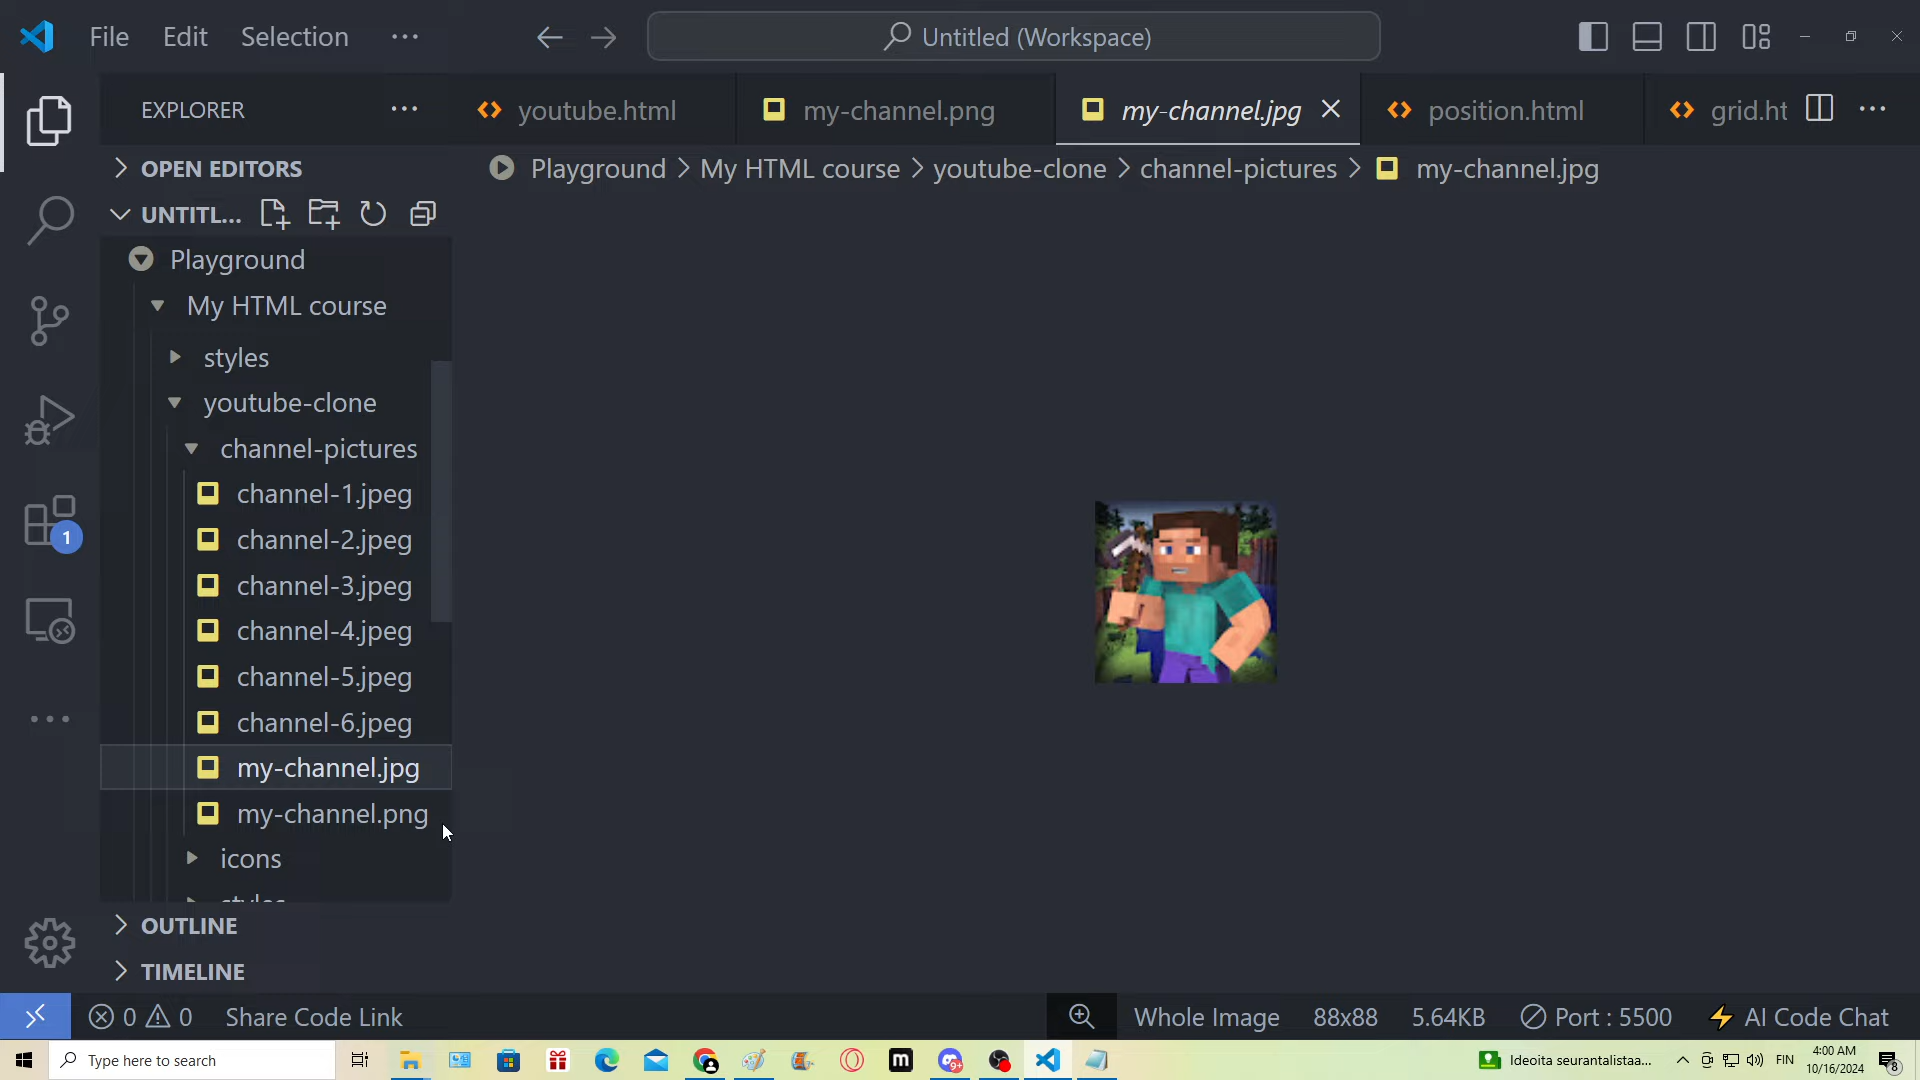 File Edit Selection ···
Untitled (Workspace)
EXPLORER ···
youtube.html
my-channel.png
my-channel.jpg
position.html
grid.ht
···
OPEN EDITORS
Playground > My HTML course > youtube-clone > channel-pictures > my-channel.jpg
UNTITL...
Playground
My HTML course
styles
youtube-clone
channel-pictures
channel-1.jpeg
channel-2.jpeg
channel-3.jpeg
channel-4.jpeg
channel-5.jpeg
channel-6.jpeg
my-channel.jpg
my-channel.png
icons
styles
1
OUTLINE
TIMELINE
0 0 Share Code Link
Whole Image 88x88 5.64KB Port : 5500 AI Code Chat
Type here to search
m
9+
Ideoita seurantalistaa...
FIN
4:00 AM
10/16/2024
8